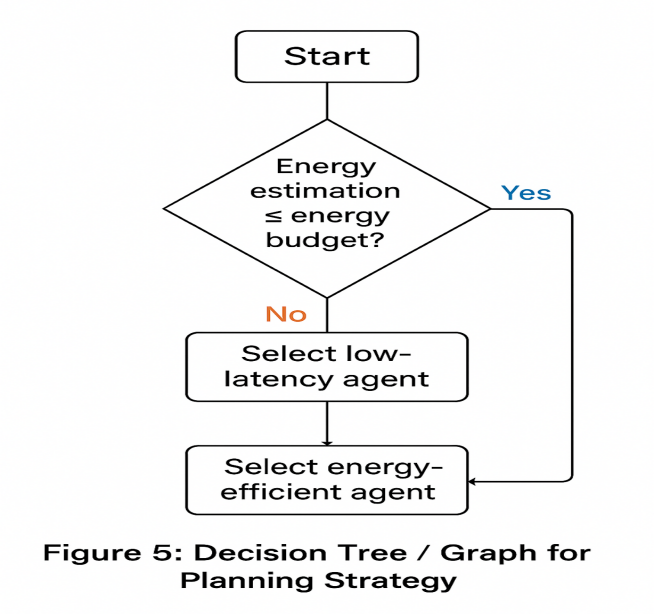 Start
Energy
estimation
≤ energy
budget?
Yes
No
Select low-
latency agent
Select energy-
efficient agent
Figure 5: Decision Tree / Graph for
Planning Strategy